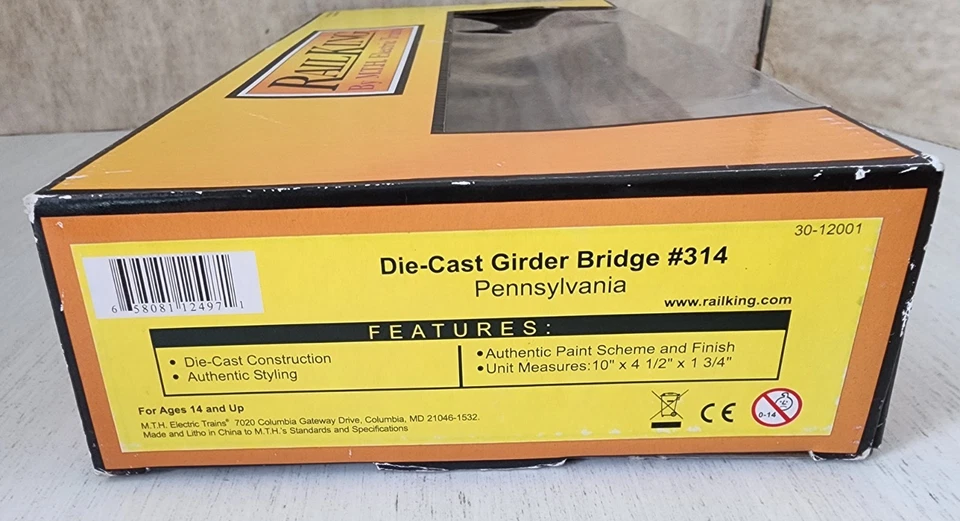 RAILKING
By M.T.H. Electric Trains
30-12001
Die-Cast Girder Bridge #314
Pennsylvania
www.railking.com
6 58081 12497 1
FEATURES:
• Die-Cast Construction
• Authentic Styling
• Authentic Paint Scheme and Finish
• Unit Measures:10" x 4 1/2" x 1 3/4"
For Ages 14 and Up
M.T.H. Electric Trains® 7020 Columbia Gateway Drive, Columbia, MD 21046-1532.
Made and Litho in China to M.T.H.'s Standards and Specifications
CE
0-14